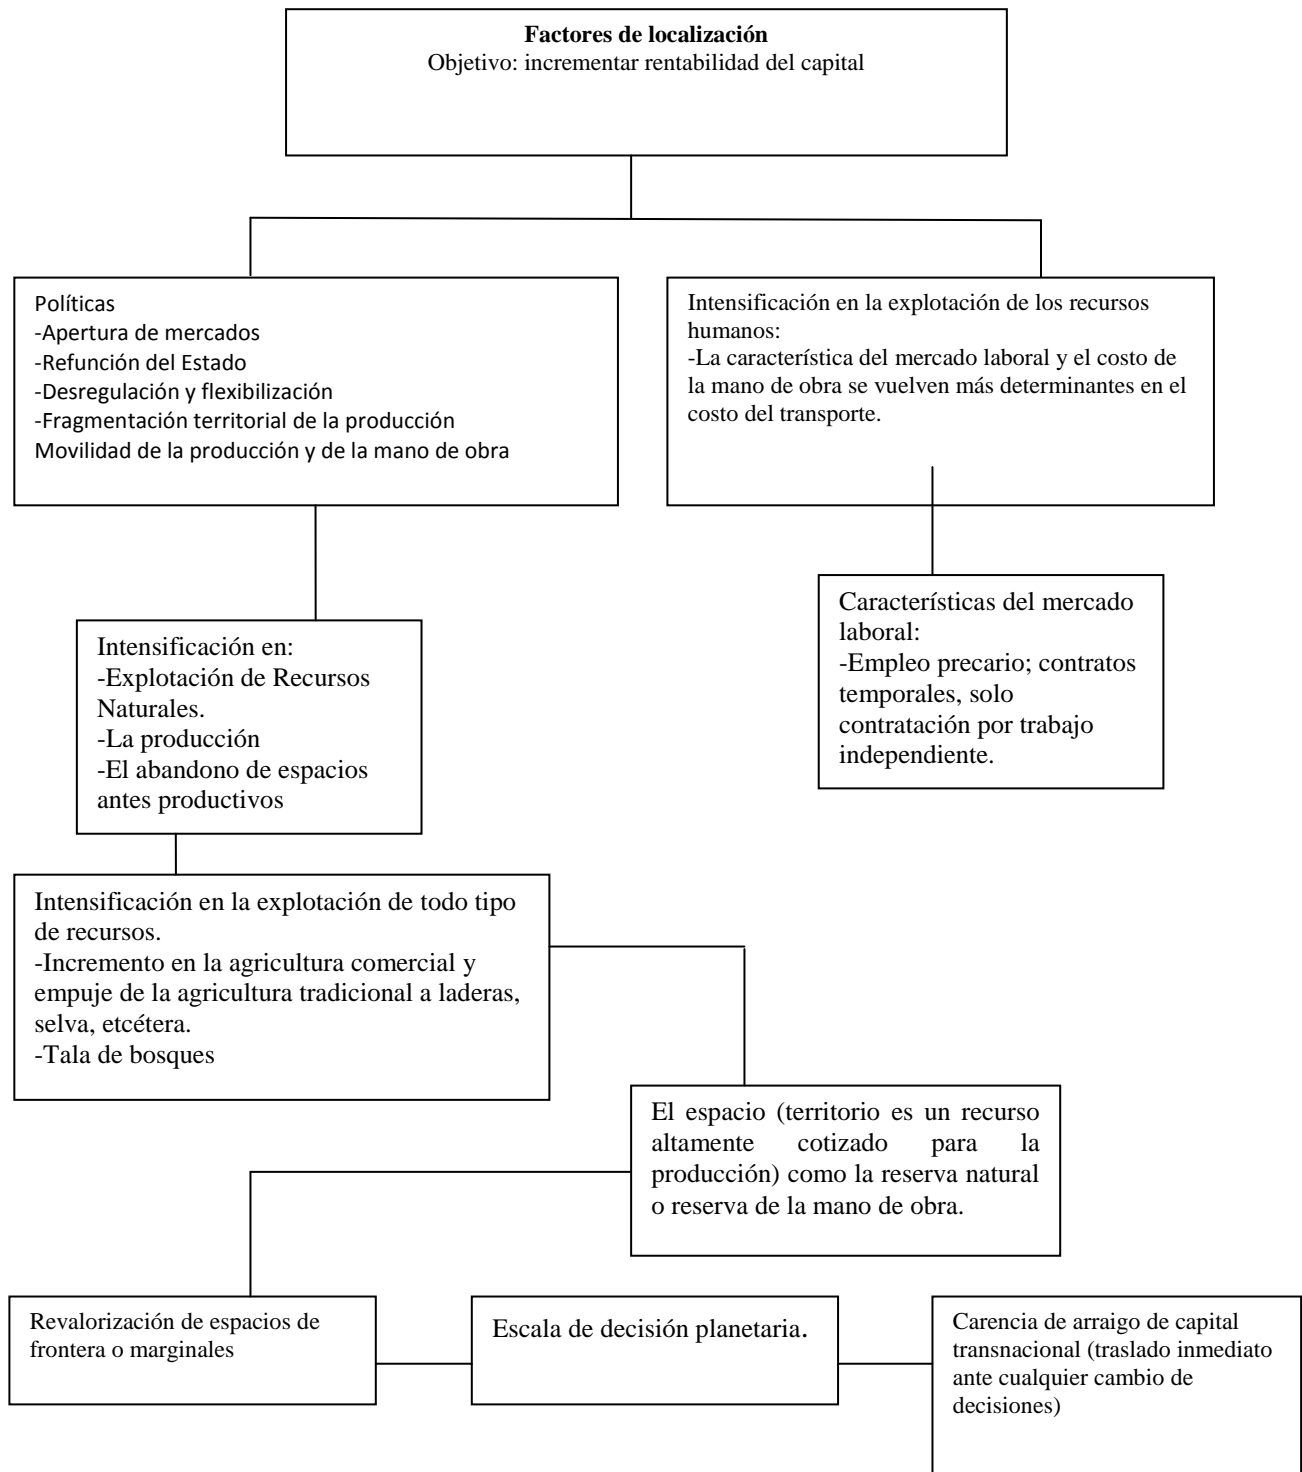 Factores de localización
Objetivo: incrementar rentabilidad del capital
Políticas
-Apertura de mercados
-Refunción del Estado
-Desregulación y flexibilización
-Fragmentación territorial de la producción
Movilidad de la producción y de la mano de obra
Intensificación en la explotación de los recursos
humanos:
-La característica del mercado laboral y el costo de
la mano de obra se vuelven más determinantes en el
costo del transporte.
Características del mercado
laboral:
-Empleo precario; contratos
temporales, solo
contratación por trabajo
independiente.
Intensificación en:
-Explotación de Recursos
Naturales.
-La producción
-El abandono de espacios
antes productivos
Intensificación en la explotación de todo tipo
de recursos.
-Incremento en la agricultura comercial y
empuje de la agricultura tradicional a laderas,
selva, etcétera.
-Tala de bosques
El espacio (territorio es un recurso
altamente cotizado para la
producción) como la reserva natural
o reserva de la mano de obra.
Revalorización de espacios de
frontera o marginales
Escala de decisión planetaria.
Carencia de arraigo de capital
transnacional (traslado inmediato
ante cualquier cambio de
decisiones)